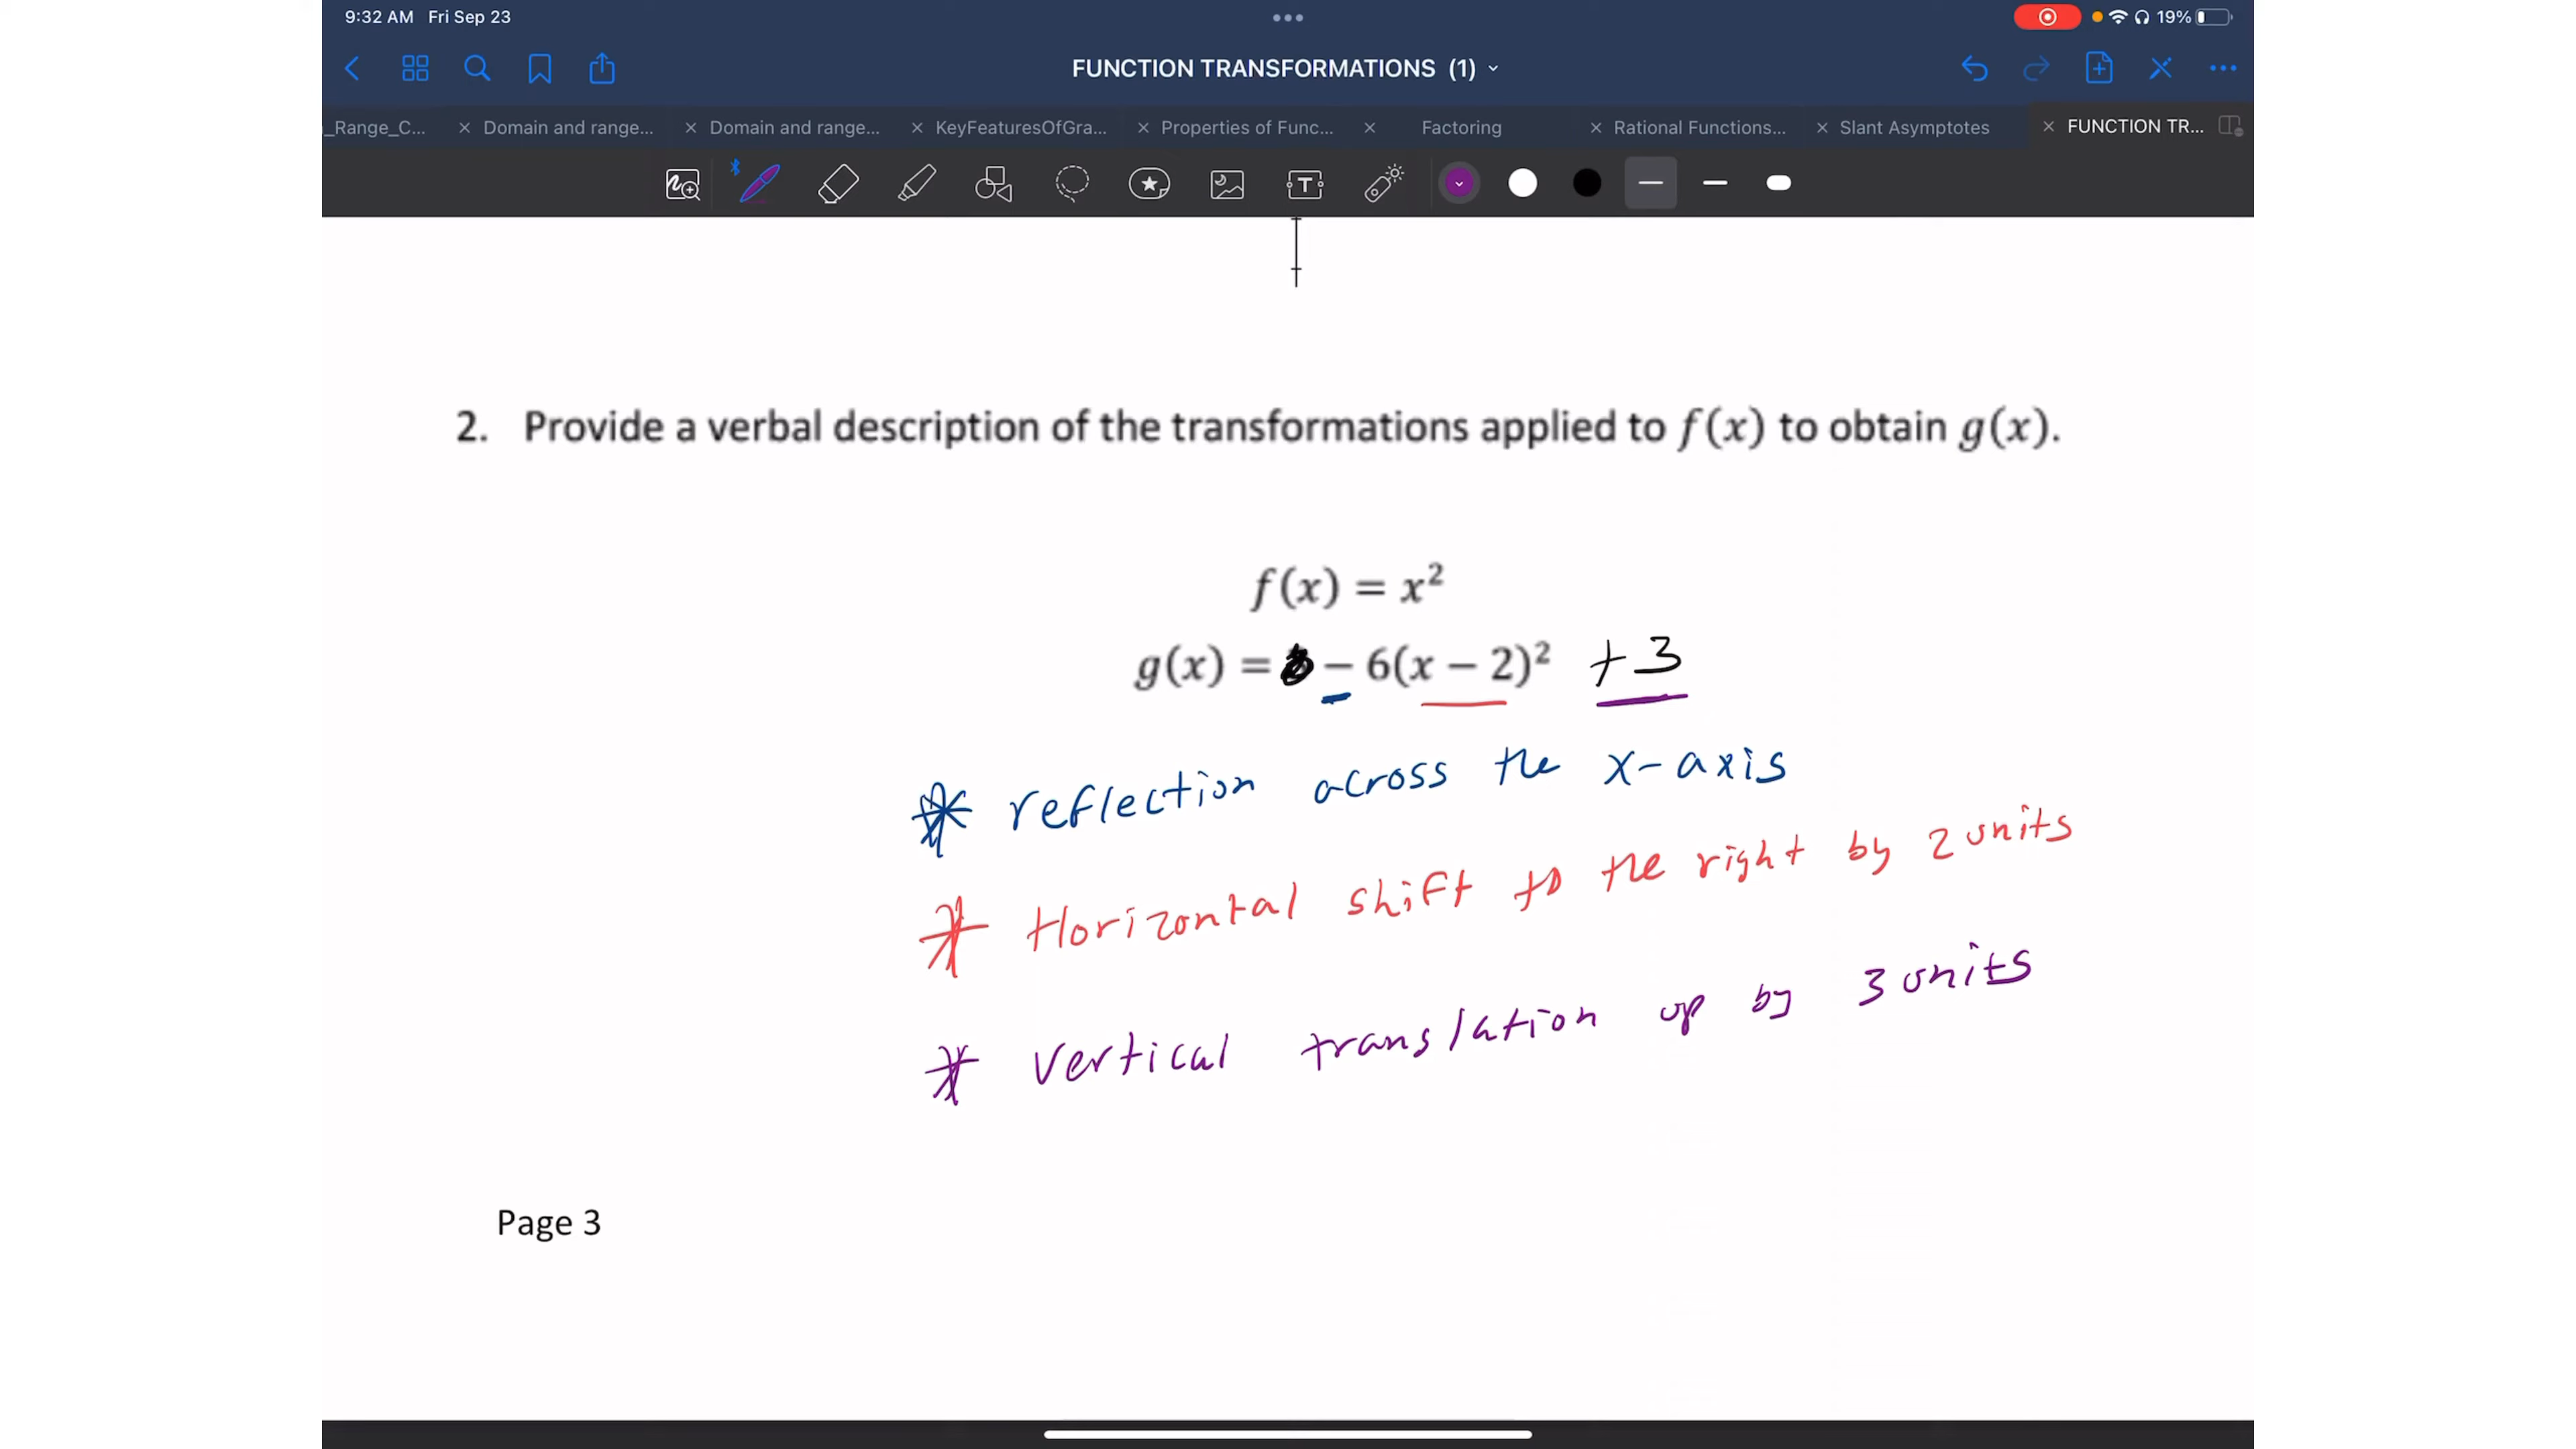 9:32 AM Fri Sep 23
19%
FUNCTION TRANSFORMATIONS (1)
_Range_C... Domain and range... Domain and range... KeyFeaturesOfGra... Properties of Func... Factoring Rational Functions... Slant Asymptotes FUNCTION TR...
2. Provide a verbal description of the transformations applied to f(x) to obtain g(x).
f(x) = x²
g(x) = − 6(x − 2)² +3
* reflection across the x-axis
* Horizontal shift to the right by 2 units
* Vertical translation up by 3 units
Page 3